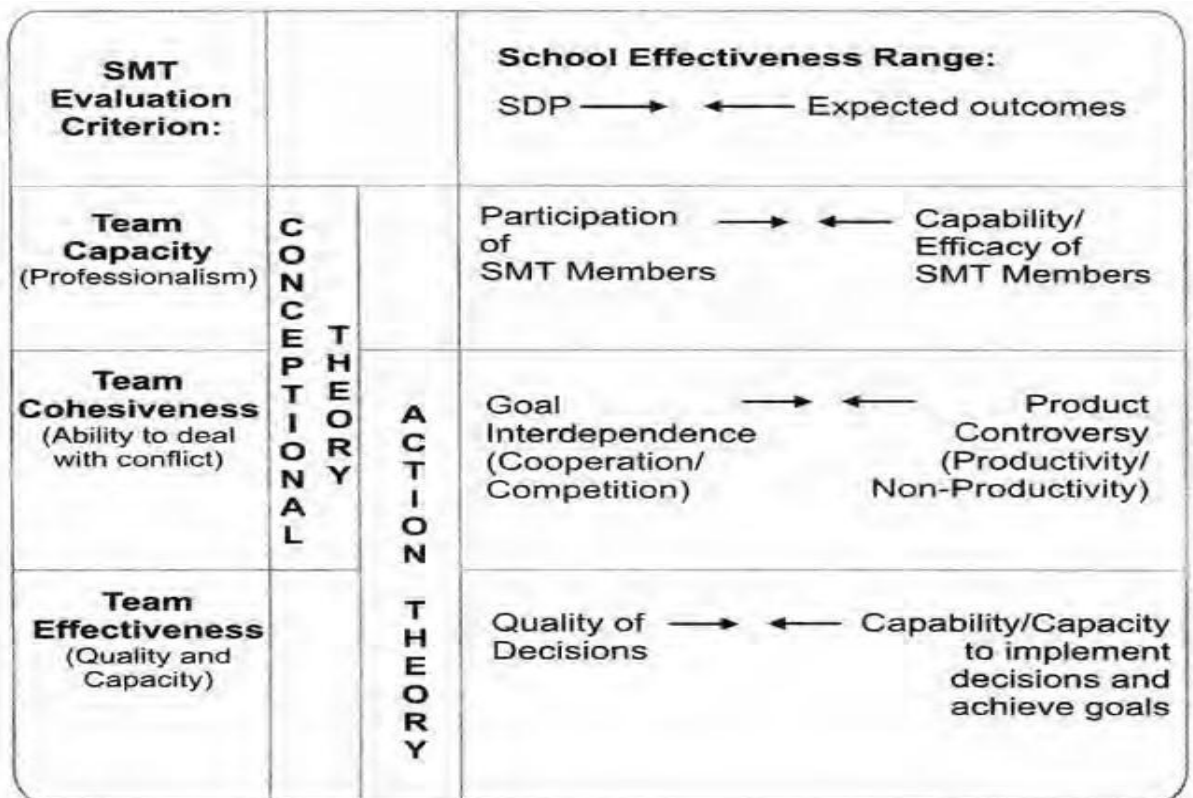 SMT
Evaluation
Criterion:
School Effectiveness Range:
SDP Expected outcomes
Team
Capacity
(Professionalism)
CONCEPTIONAL
THEORY
Participation
of
SMT Members
Capability/
Efficacy of
SMT Members
Team
Cohesiveness
(Ability to deal
with conflict)
ACTION THEORY
Goal
Interdependence
(Cooperation/
Competition)
Product
Controversy
(Productivity/
Non-Productivity)
Team
Effectiveness
(Quality and
Capacity)
Quality of
Decisions
Capability/Capacity
to implement
decisions and
achieve goals